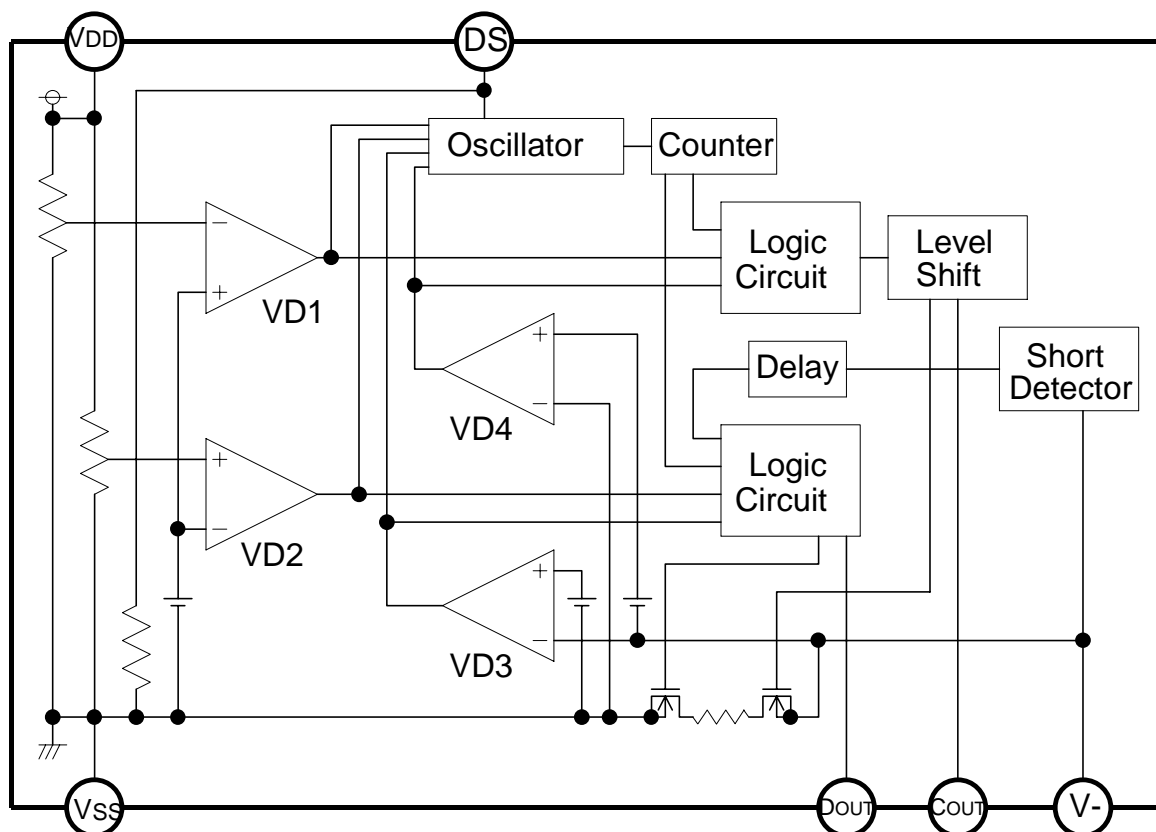 VDD
DS
Oscillator
Counter
−
+
VD1
Logic
Circuit
Level
Shift
+
−
VD4
Delay
Short
Detector
+
−
VD2
Logic
Circuit
+
−
VD3
VSS
DOUT
COUT
V-